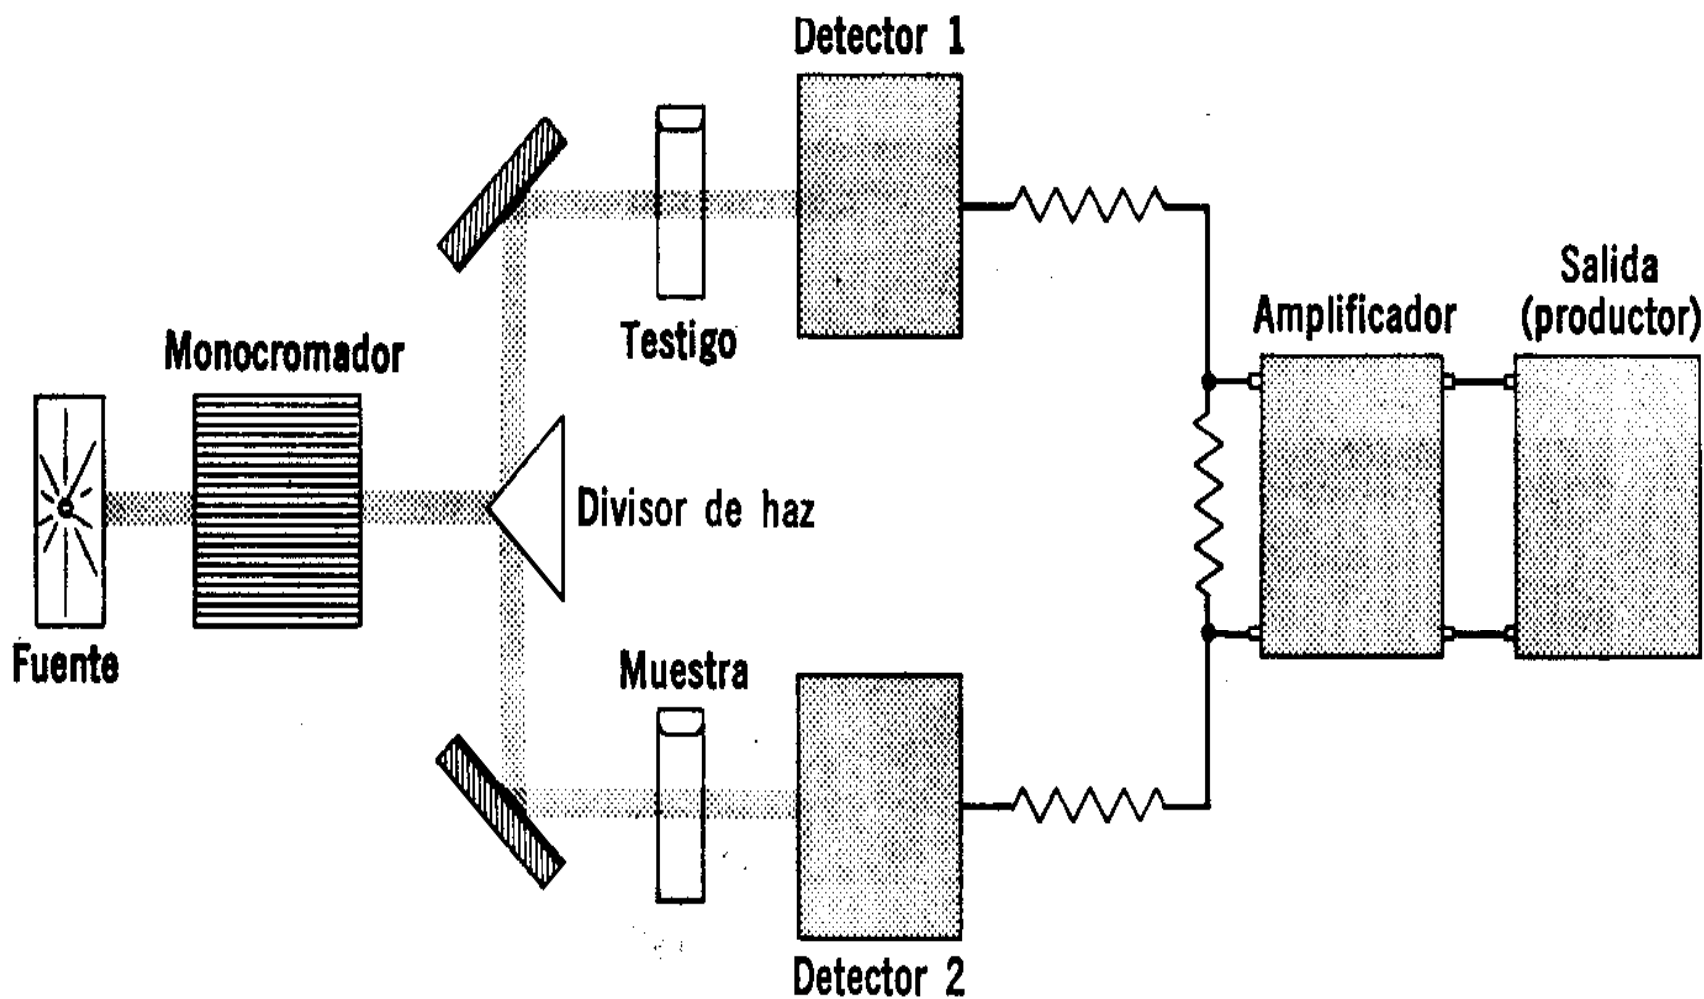 Detector 1
Salida
(productor)
Amplificador
Testigo
Monocromador
Divisor de haz
Fuente
Muestra
Detector 2